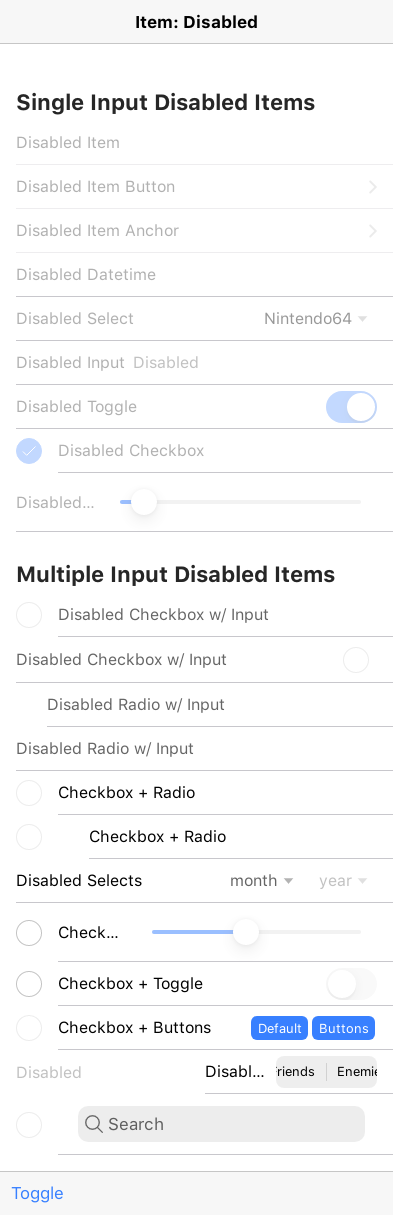 Item: Disabled
Single Input Disabled Items
Disabled Item
Disabled Item Button
Disabled Item Anchor
Disabled Datetime
Disabled Select Nintendo64
Disabled Input Disabled
Disabled Toggle
Disabled Checkbox
Disabled...
Multiple Input Disabled Items
Disabled Checkbox w/ Input
Disabled Checkbox w/ Input
Disabled Radio w/ Input
Disabled Radio w/ Input
Checkbox + Radio
Checkbox + Radio
Disabled Selects month year
Check...
Checkbox + Toggle
Checkbox + Buttons Default Buttons
Disabled Disabl... Friends Enemie
Search
Toggle